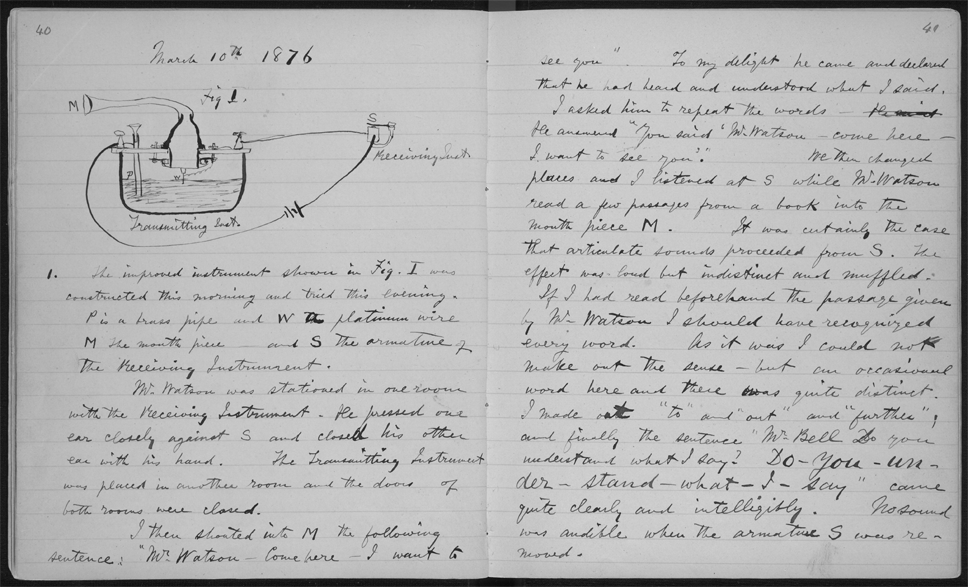 40
March 10th 1876
Fig 1.
M
S
Receiving Inst.
P
W
Transmitting Inst.
1. The improved instrument shown in Fig. I was
constructed this morning and tried this evening.
P is a brass pipe and W the platinum wire
M the mouth piece — and S the armature of
the Receiving Instrument.
Mr. Watson was stationed in one room
with the Receiving Instrument. He pressed one
ear closely against S and closed his other
ear with his hand. The Transmitting Instrument
was placed in another room and the doors of
both rooms were closed.
I then shouted into M the following
sentence: "Mr. Watson — Come here — I want to
41
see you". To my delight he came and declared
that he had heard and understood what I said.
I asked him to repeat the words —
He answered "You said 'Mr. Watson — come here —
I want to see you'." We then changed
places and I listened at S while Mr. Watson
read a few passages from a book into the
mouth piece M. It was certainly the case
that articulate sounds proceeded from S. The
effect was loud but indistinct and muffled.
If I had read beforehand the passage given
by Mr. Watson I should have recognized
every word. As it was I could not
make out the sense — but an occasional
word here and there was quite distinct.
I made out "to" and "out" and "further";
and finally the sentence "Mr. Bell Do you
understand what I say? DO — you — un —
der — stand — what — I — say" came
quite clearly and intelligibly. No sound
was audible when the armature S was re-
moved.